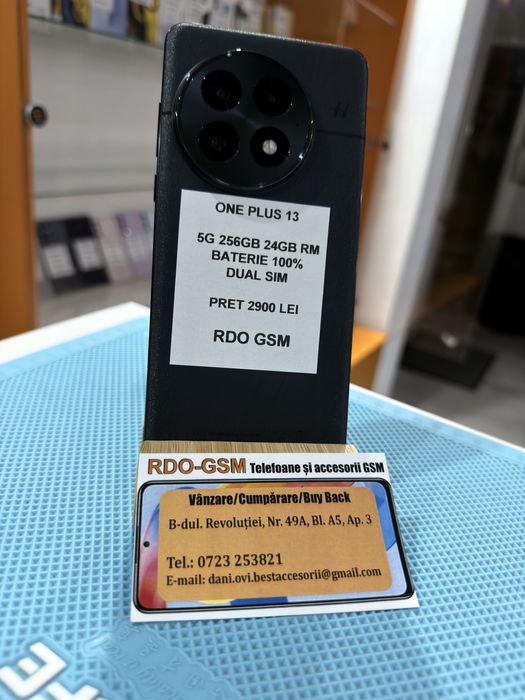 ONE PLUS 13
5G 256GB 24GB RM
BATERIE 100%
DUAL SIM
PRET 2900 LEI
RDO GSM
RDO-GSM Telefoane și accesorii GSM
Vânzare/Cumpărare/Buy Back
B-dul. Revoluției, Nr. 49A, Bl. A5, Ap. 3
Tel.: 0723 253821
E-mail: dani.ovi.bestaccesorii@gmail.com